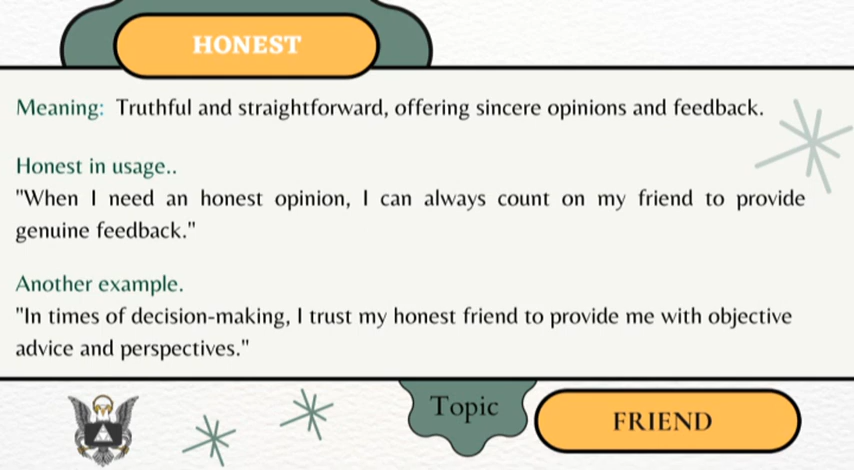 HONEST
Meaning: Truthful and straightforward, offering sincere opinions and feedback.
Honest in usage..
"When I need an honest opinion, I can always count on my friend to provide
genuine feedback."
Another example.
"In times of decision-making, I trust my honest friend to provide me with objective
advice and perspectives."
Topic
FRIEND